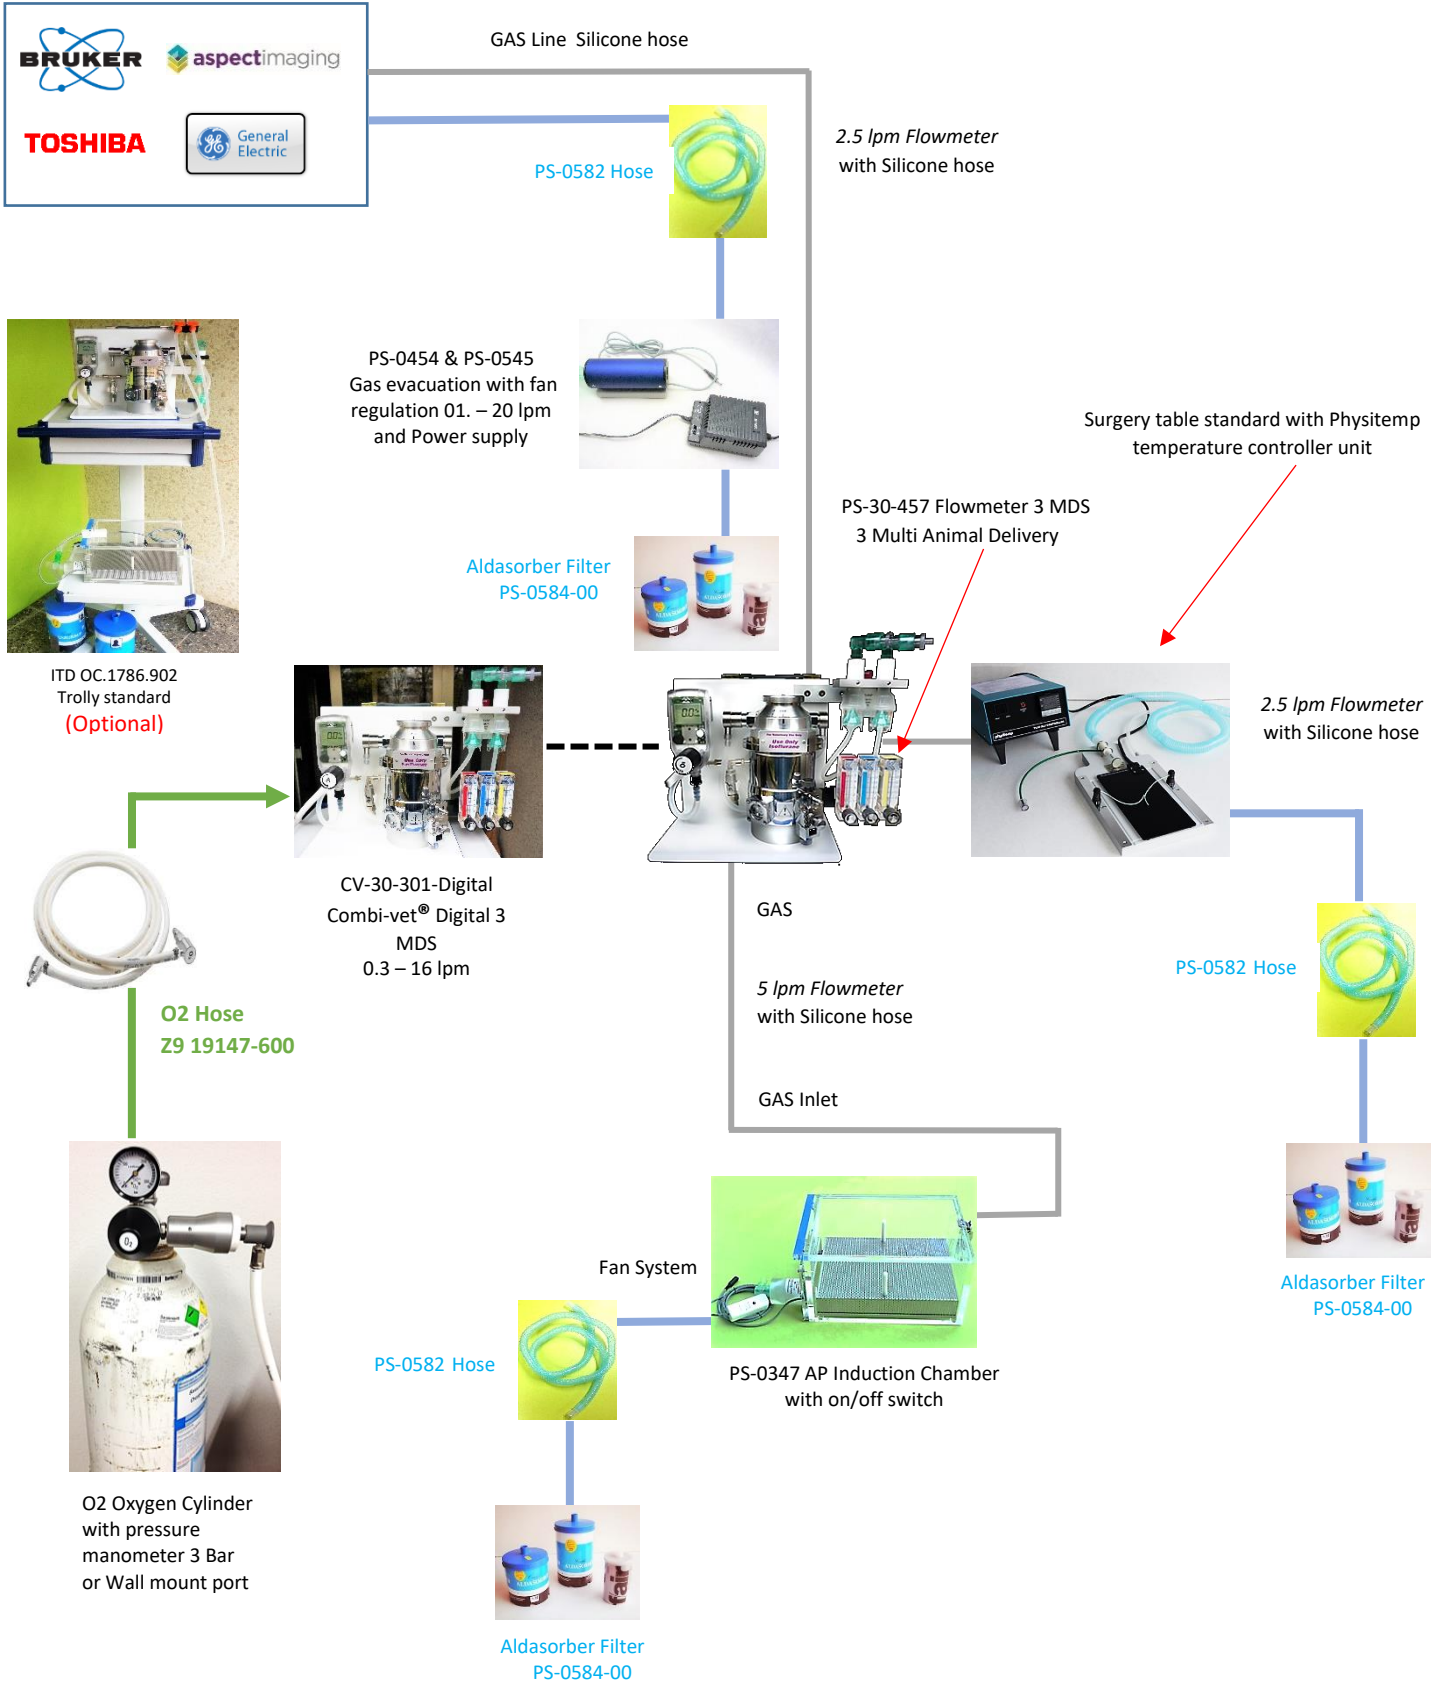 BRUKER
aspectimaging
TOSHIBA
General
Electric
GAS Line Silicone hose
2.5 lpm Flowmeter
with Silicone hose
PS-0582 Hose
PS-0454 & PS-0545
Gas evacuation with fan
regulation 01. – 20 lpm
and Power supply
Surgery table standard with Physitemp
temperature controller unit
PS-30-457 Flowmeter 3 MDS
3 Multi Animal Delivery
Aldasorber Filter
PS-0584-00
ITD OC.1786.902
Trolly standard
(Optional)
Use Only
Isoflurane
Use Only
Isoflurane
2.5 lpm Flowmeter
with Silicone hose
CV-30-301-Digital
Combi-vet® Digital 3
MDS
0.3 – 16 lpm
GAS
5 lpm Flowmeter
with Silicone hose
GAS Inlet
PS-0582 Hose
O2 Hose
Z9 19147-600
O2
Fan System
PS-0582 Hose
PS-0347 AP Induction Chamber
with on/off switch
Aldasorber Filter
PS-0584-00
O2 Oxygen Cylinder
with pressure
manometer 3 Bar
or Wall mount port
Aldasorber Filter
PS-0584-00